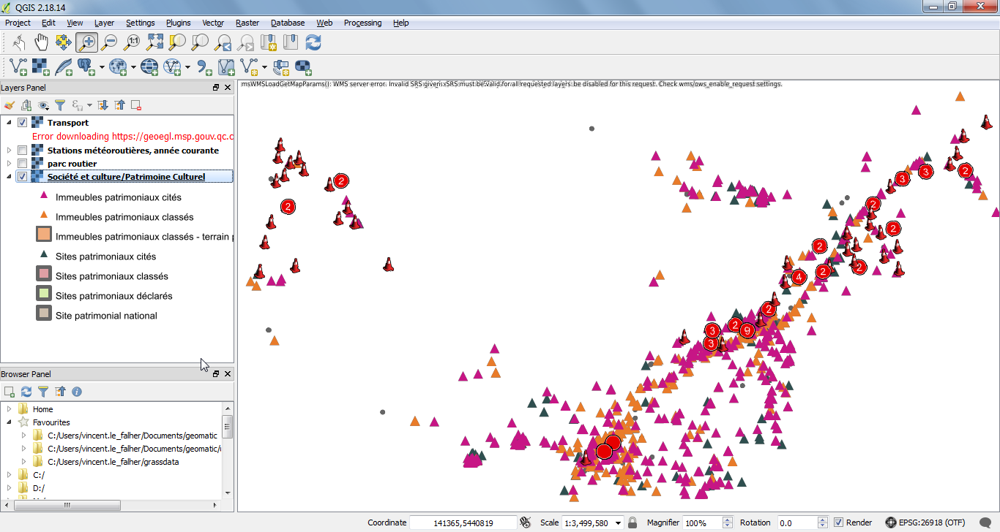 QGIS 2.18.14
Project Edit View Layer Settings Plugins Vector Raster Database Web Processing Help
1:1
Layers Panel
msWMSLoadGetMapParams(): WMS server error. Invalid SRS given: SRS must be valid for all requested layers.
be disabled for this request. Check wms/ows_enable_request settings.
Transport
Error downloading https://geoegl.msp.gouv.qc.c
Stations météoroutières, année courante
parc routier
Société et culture/Patrimoine Culturel
Immeubles patrimoniaux cités
Immeubles patrimoniaux classés
Immeubles patrimoniaux classés - terrain p
Sites patrimoniaux cités
Sites patrimoniaux classés
Sites patrimoniaux déclarés
Site patrimonial national
2
2
3
3
2
2
2
2
4
2
2
2
2
3
9
3
Browser Panel
Home
Favourites
C:/Users/vincent.le_falher/Documents/geomatic
C:/Users/vincent.le_falher/Documents/geomatic/
C:/Users/vincent.le_falher/grassdata
C:/
D:/
Coordinate 141365,5440819 Scale 1:3,499,580 Magnifier 100% Rotation 0.0 Render EPSG:26918 (OTF)